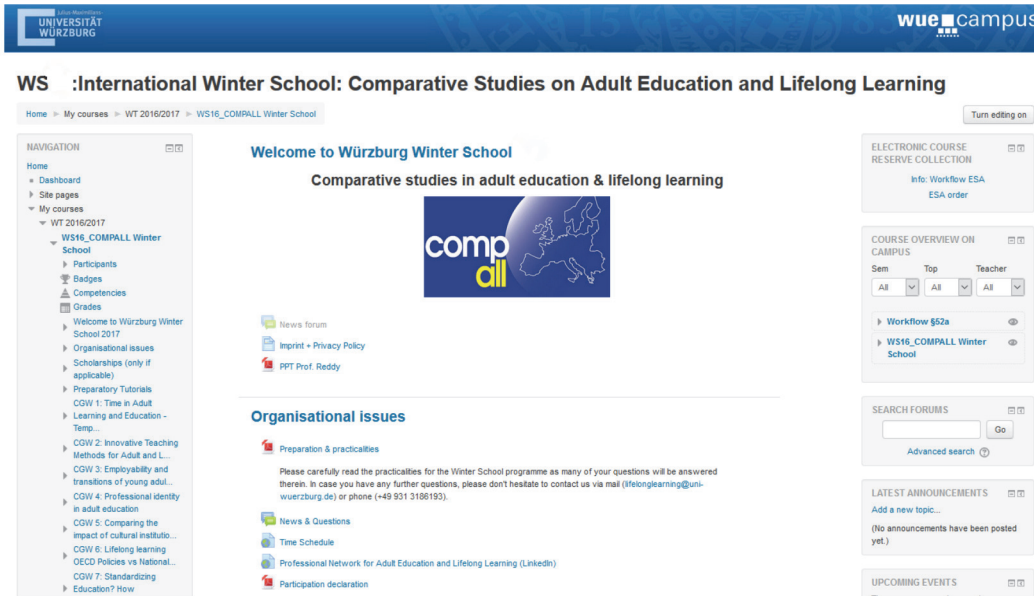 Julius-Maximilians-
UNIVERSITÄT
WÜRZBURG
wuecampus
WS :International Winter School: Comparative Studies on Adult Education and Lifelong Learning
Home My courses WT 2016/2017 WS16_COMPALL Winter School
Turn editing on
NAVIGATION
Home
Dashboard
Site pages
My courses
WT 2016/2017
WS16_COMPALL Winter
School
Participants
Badges
Competencies
Grades
Welcome to Würzburg Winter
School 2017
Organisational issues
Scholarships (only if
applicable)
Preparatory Tutorials
CGW 1: Time in Adult
Learning and Education -
Temp...
CGW 2: Innovative Teaching
Methods for Adult and L...
CGW 3: Employability and
transitions of young adul...
CGW 4: Professional identity
in adult education
CGW 5: Comparing the
impact of cultural institutio...
CGW 6: Lifelong learning
OECD Policies vs National...
CGW 7: Standardizing
Education? How
Welcome to Würzburg Winter School
Comparative studies in adult education & lifelong learning
comp
all
News forum
Imprint + Privacy Policy
PPT Prof. Reddy
Organisational issues
Preparation & practicalities
Please carefully read the practicalities for the Winter School programme as many of your questions will be answered
therein. In case you have any further questions, please don't hesitate to contact us via mail (lifelonglearning@uni-
wuerzburg.de) or phone (+49 931 3186193).
News & Questions
Time Schedule
Professional Network for Adult Education and Lifelong Learning (LinkedIn)
Participation declaration
ELECTRONIC COURSE
RESERVE COLLECTION
Info: Workflow ESA
ESA order
COURSE OVERVIEW ON
CAMPUS
Sem Top Teacher
All All All
Workflow §52a
WS16_COMPALL Winter
School
SEARCH FORUMS
Go
Advanced search
LATEST ANNOUNCEMENTS
Add a new topic...
(No announcements have been posted
yet.)
UPCOMING EVENTS